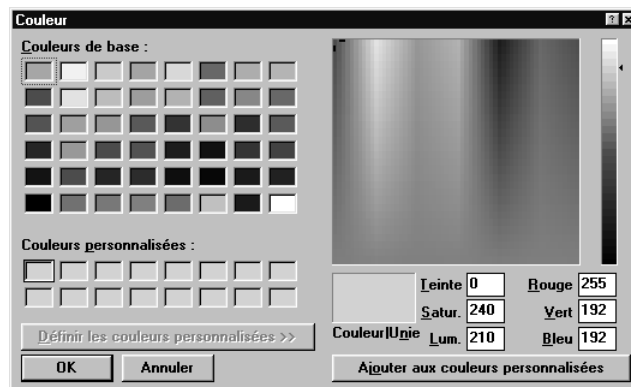 Couleur
Couleurs de base :
Couleurs personnalisées :
Définir les couleurs personnalisées >>
OK Annuler
Couleur|Unie
Teinte 0 Rouge 255
Satur. 240 Vert 192
Lum. 210 Bleu 192
Ajouter aux couleurs personnalisées